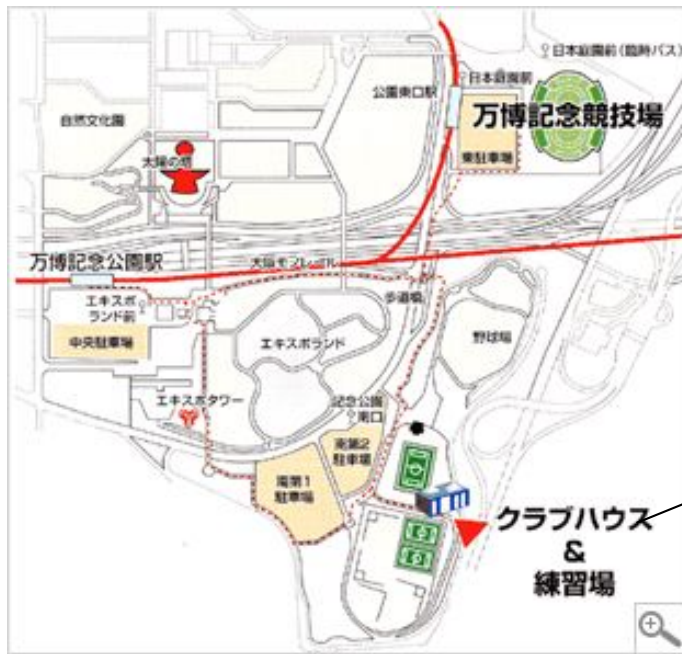 日本庭園前(臨時バス)
日本庭園前
公園東口駅
万博記念競技場
東駐車場
自然文化園
太陽の塔
万博記念公園駅
大阪モノレール
エキスポ
ランド前
中央駐車場
歩道橋
エキスポランド
野球場
エキスポタワー
記念公園
南口
南第2
駐車場
南第1
駐車場
クラブハウス
&
練習場